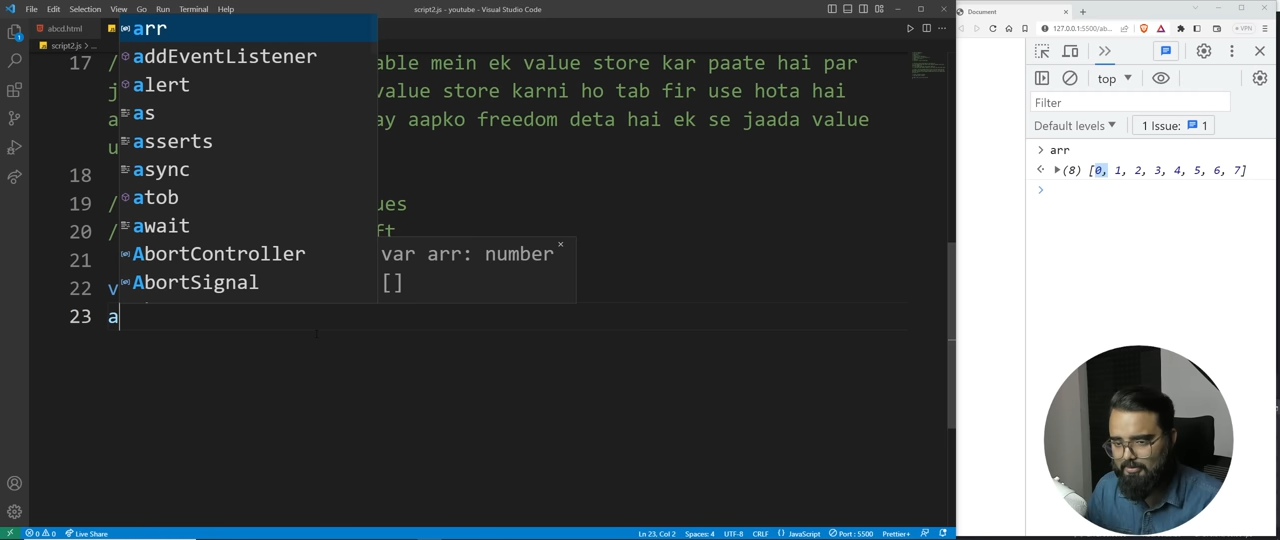 File Edit Selection View Go Run Terminal Help
script2.js - youtube - Visual Studio Code
abcd.html
script2.js > ...
arr
addEventListener
alert
as
asserts
async
atob
await
AbortController
AbortSignal
var arr: number
[]
17 / able mein ek value store kar paate hai par
j value store karni ho tab fir use hota hai
a ay aapko freedom deta hai ek se jaada value
u
18
19 / ues
20 / ft
21
22 v
23 a
Ln 23, Col 2 Spaces: 4 UTF-8 CRLF {} JavaScript Port : 5500 Prettier+
0 0 Live Share
Document
127.0.0.1:5500/ab...
VPN
top
Filter
Default levels 1 Issue: 1
arr
(8) [0, 1, 2, 3, 4, 5, 6, 7]